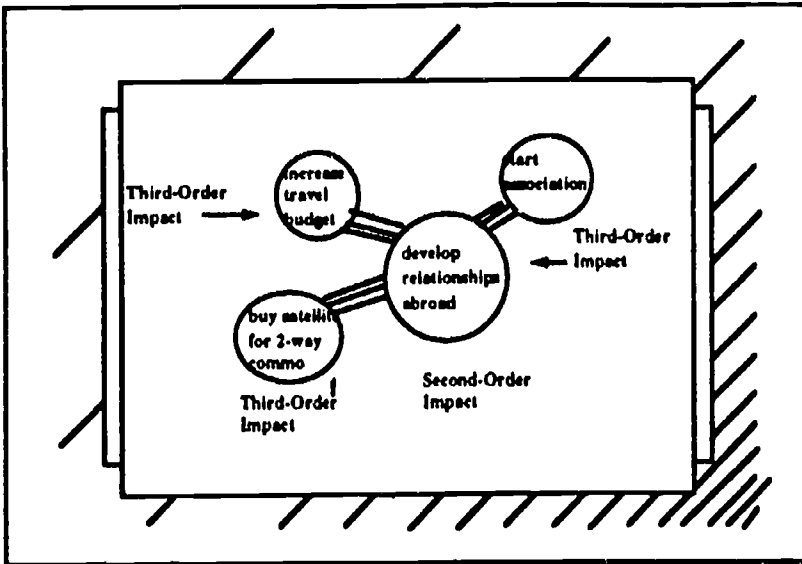 increase
travel
budget
start
association
Third-Order
Impact
develop
relationships
abroad
Third-Order
Impact
buy satellite
for 2-way
commo
Third-Order
Impact
Second-Order
Impact